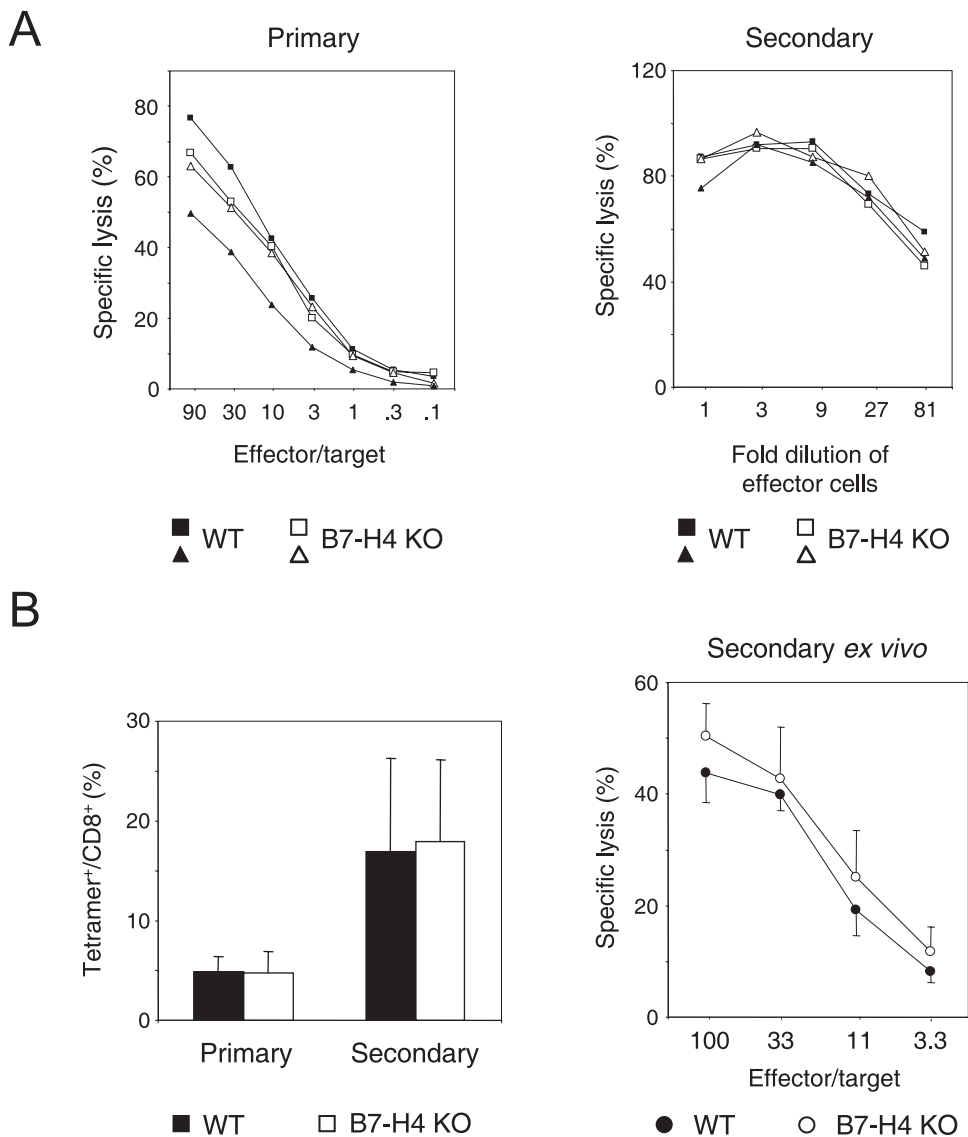 A
Primary
Specific lysis (%)
80
60
40
20
0
90 30 10 3 1 .3 .1
Effector/target
■ WT □ B7-H4 KO
▲ △
Secondary
Specific lysis (%)
120
80
40
0
1 3 9 27 81
Fold dilution of
effector cells
■ WT □ B7-H4 KO
▲ △
B
Tetramer⁺/CD8⁺ (%)
30
20
10
0
Primary Secondary
■ WT □ B7-H4 KO
Secondary ex vivo
Specific lysis (%)
60
40
20
0
100 33 11 3.3
Effector/target
● WT ○ B7-H4 KO